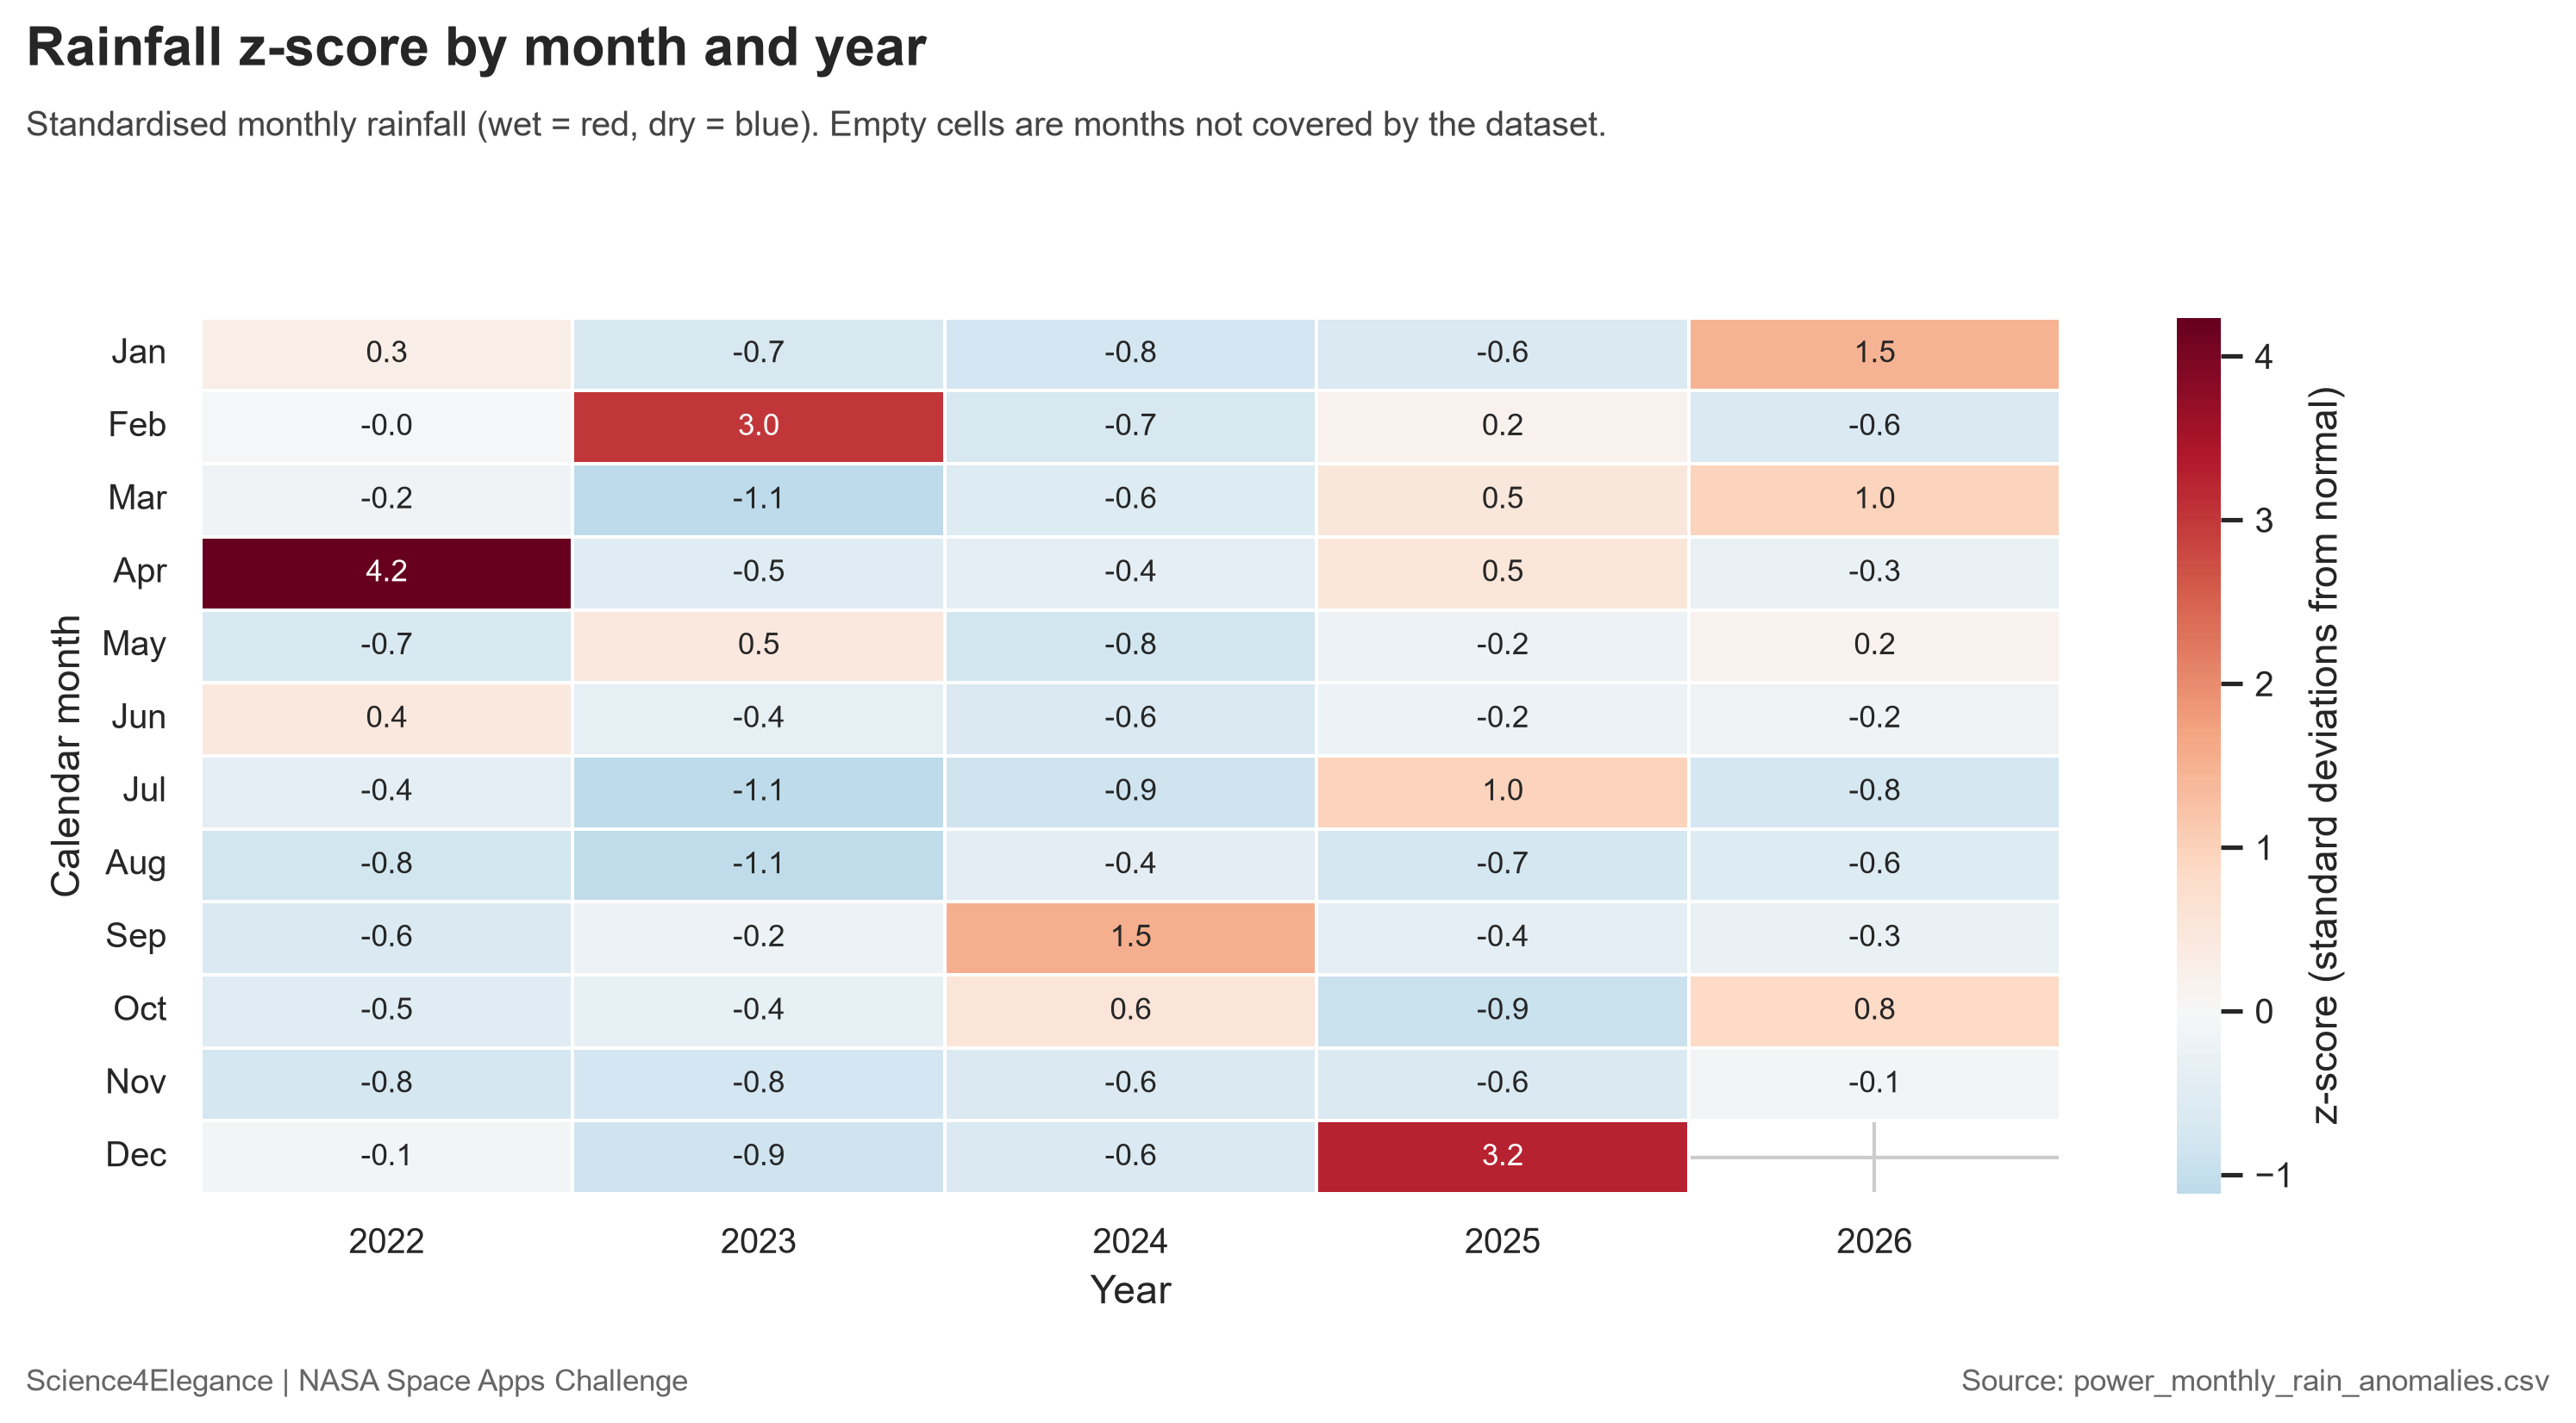 Rainfall z-score by month and year
Standardised monthly rainfall (wet = red, dry = blue). Empty cells are months not covered by the dataset.
Calendar month
Jan 0.3 -0.7 -0.8 -0.6 1.5
Feb -0.0 3.0 -0.7 0.2 -0.6
Mar -0.2 -1.1 -0.6 0.5 1.0
Apr 4.2 -0.5 -0.4 0.5 -0.3
May -0.7 0.5 -0.8 -0.2 0.2
Jun 0.4 -0.4 -0.6 -0.2 -0.2
Jul -0.4 -1.1 -0.9 1.0 -0.8
Aug -0.8 -1.1 -0.4 -0.7 -0.6
Sep -0.6 -0.2 1.5 -0.4 -0.3
Oct -0.5 -0.4 0.6 -0.9 0.8
Nov -0.8 -0.8 -0.6 -0.6 -0.1
Dec -0.1 -0.9 -0.6 3.2
2022 2023 2024 2025 2026
Year
4
3
2
1
0
−1
z-score (standard deviations from normal)
Science4Elegance | NASA Space Apps Challenge
Source: power_monthly_rain_anomalies.csv